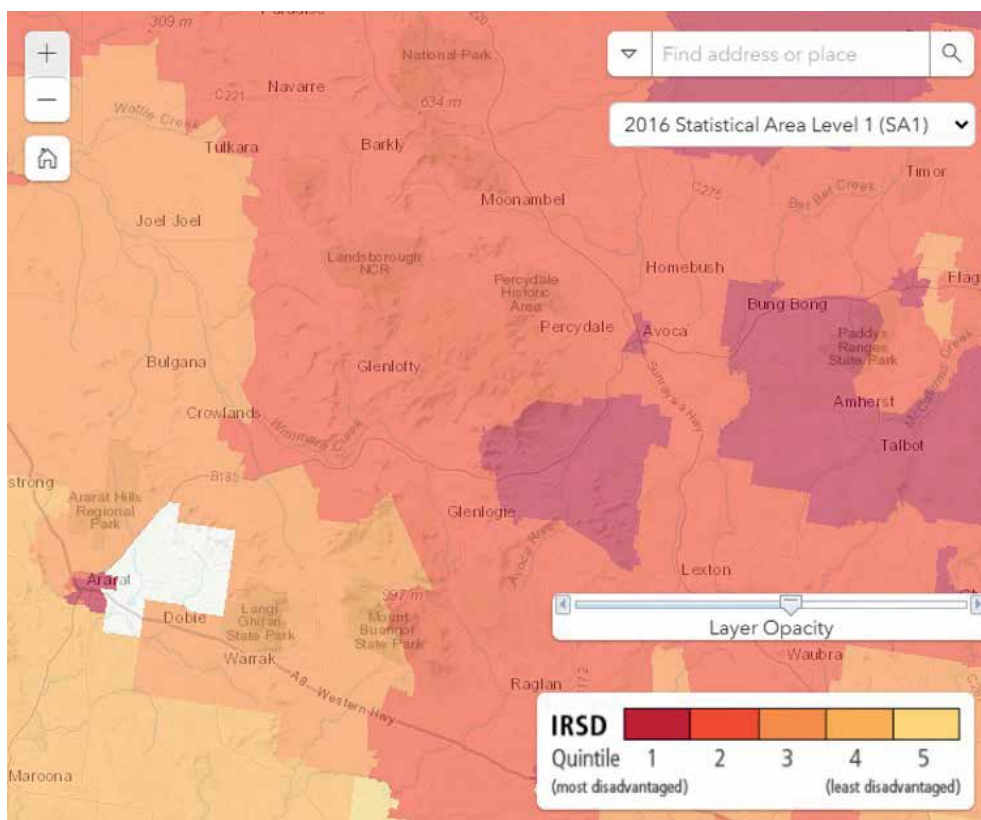 309 m
National Park
Find address or place
C221
Navarre
634 m
2016 Statistical Area Level 1 (SA1)
Wattle Creek
Tulkara
Barkly
Timor
C275
Bet Bet Creek
Moonambel
Joel Joel
Landsborough
NCR
Homebush
Percydale
Historic
Area
Flag
Bung Bong
Percydale
Avoca
Paddys
Ranges
State Park
Bulgana
Glenlofty
Sunraysia Hwy
Amherst
McCallums Creek
Crowlands
Wimmera Creek
Talbot
B180
strong
Ararat Hills
Regional
Park
Glenlogie
Avoca River
Ararat
Lexton
997 m
Dobie
Langi
Ghiran
State Park
Mount
Buangor
State Park
Layer Opacity
Warrak
Waubra
A8 Western Hwy
Raglan
172
IRSD
Quintile 1 2 3 4 5
(most disadvantaged) (least disadvantaged)
Maroona